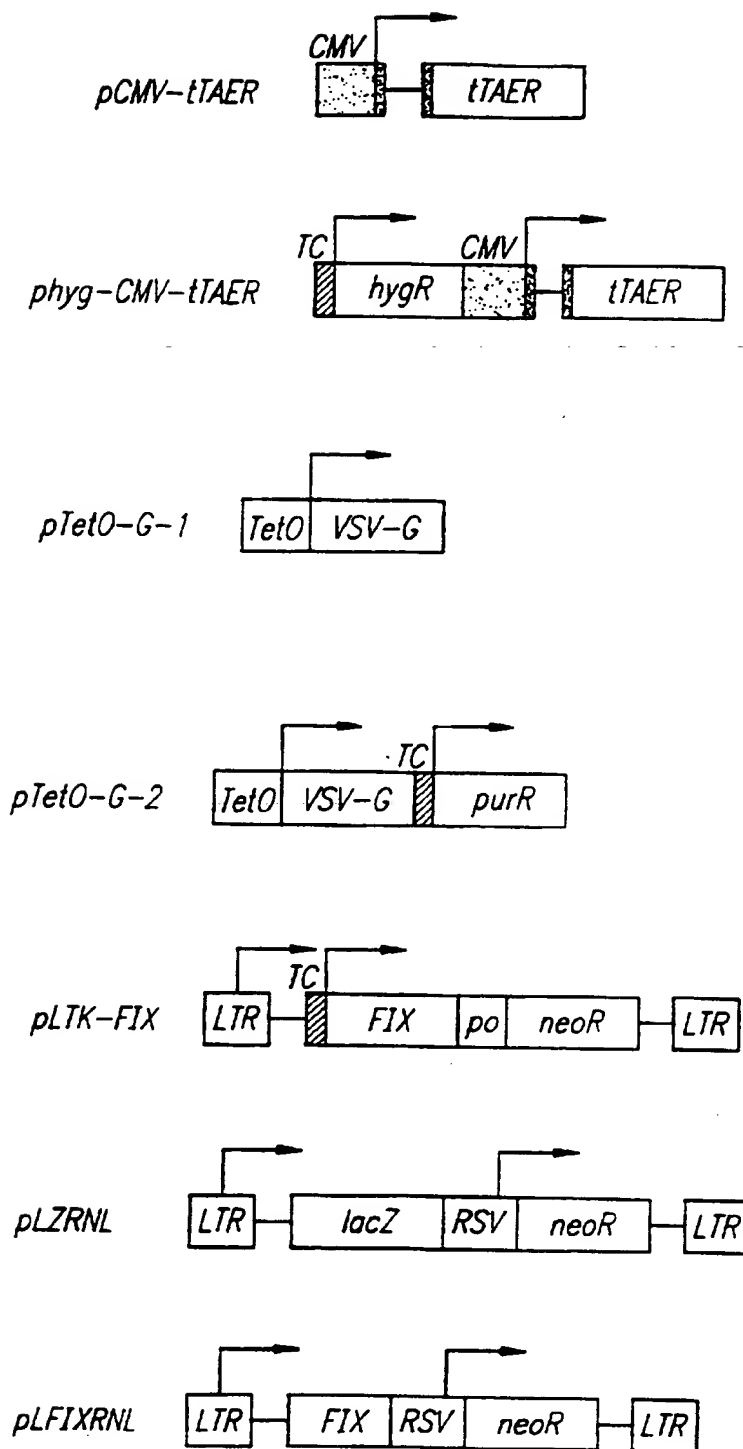 CMV
pCMV-tTAER tTAER
TC CMV
phyg-CMV-tTAER hygR tTAER
pTetO-G-1 TetO VSV-G
TC
pTetO-G-2 TetO VSV-G purR
TC
pLTK-FIX LTR FIX po neoR LTR
pLZRNL LTR lacZ RSV neoR LTR
pLFIXRNL LTR FIX RSV neoR LTR